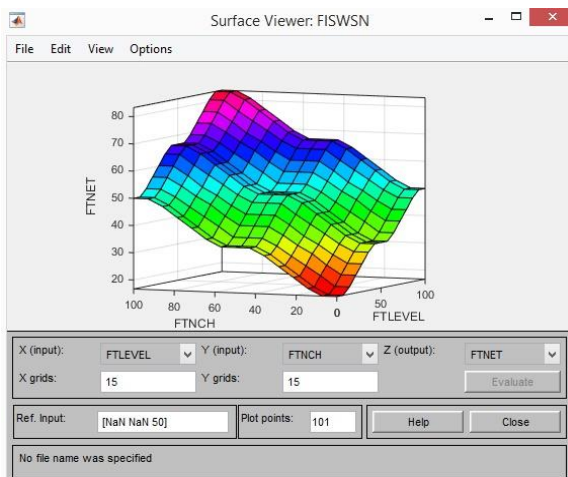 Surface Viewer: FISWSN
File Edit View Options
80
70
60
50
40
30
20
FTNET
100 80 60 40 20 0
FTNCH
0 50 100
FTLEVEL
X (input): FTLEVEL Y (input): FTNCH Z (output): FTNET
X grids: 15 Y grids: 15 Evaluate
Ref. Input: [NaN NaN 50] Plot points: 101 Help Close
No file name was specified